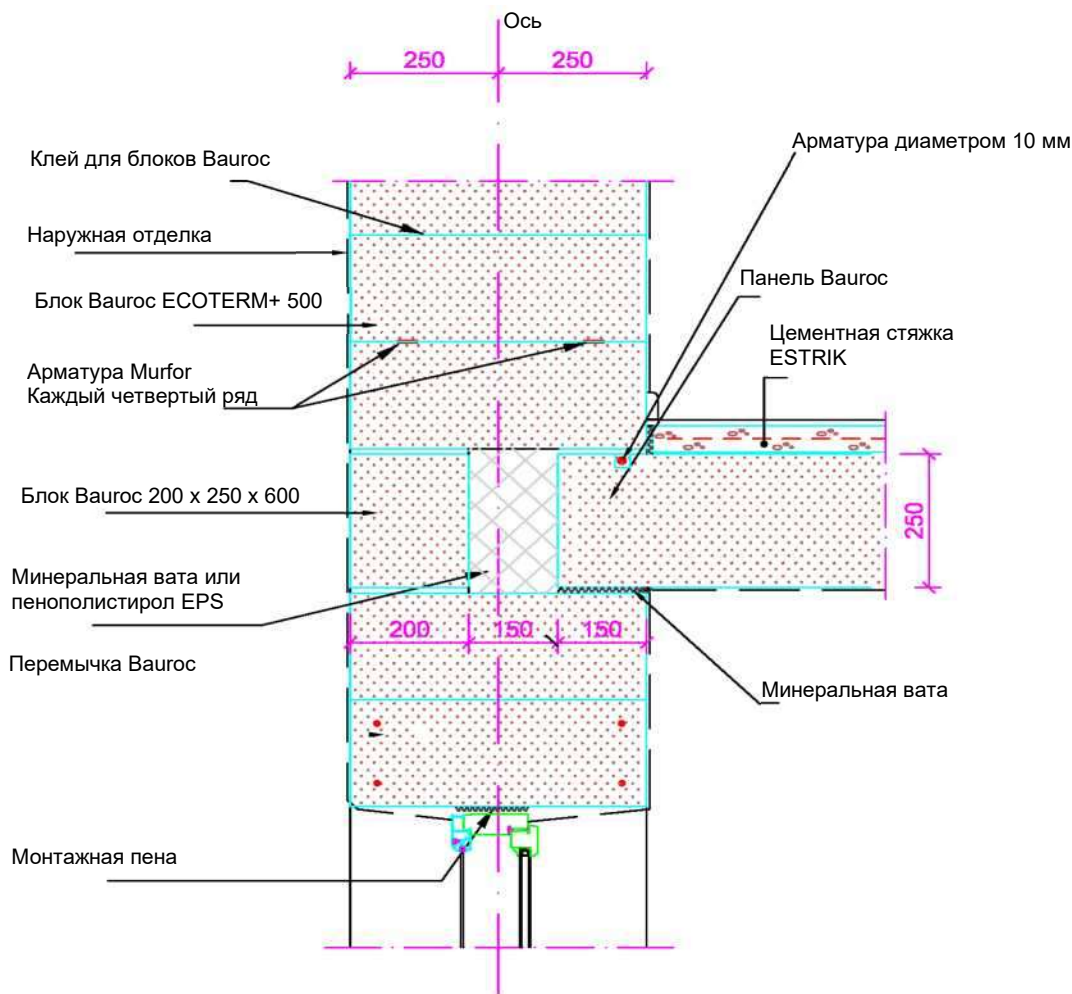 Ось
250
250
Арматура диаметром 10 мм
Клей для блоков Bauroc
Наружная отделка
Панель Bauroc
Блок Bauroc ECOTERM+ 500
Цементная стяжка
ESTRIK
Арматура Murfor
Каждый четвертый ряд
Блок Bauroc 200 x 250 x 600
250
Минеральная вата или
пенополистирол EPS
200
150
150
Перемычка Bauroc
Минеральная вата
Монтажная пена